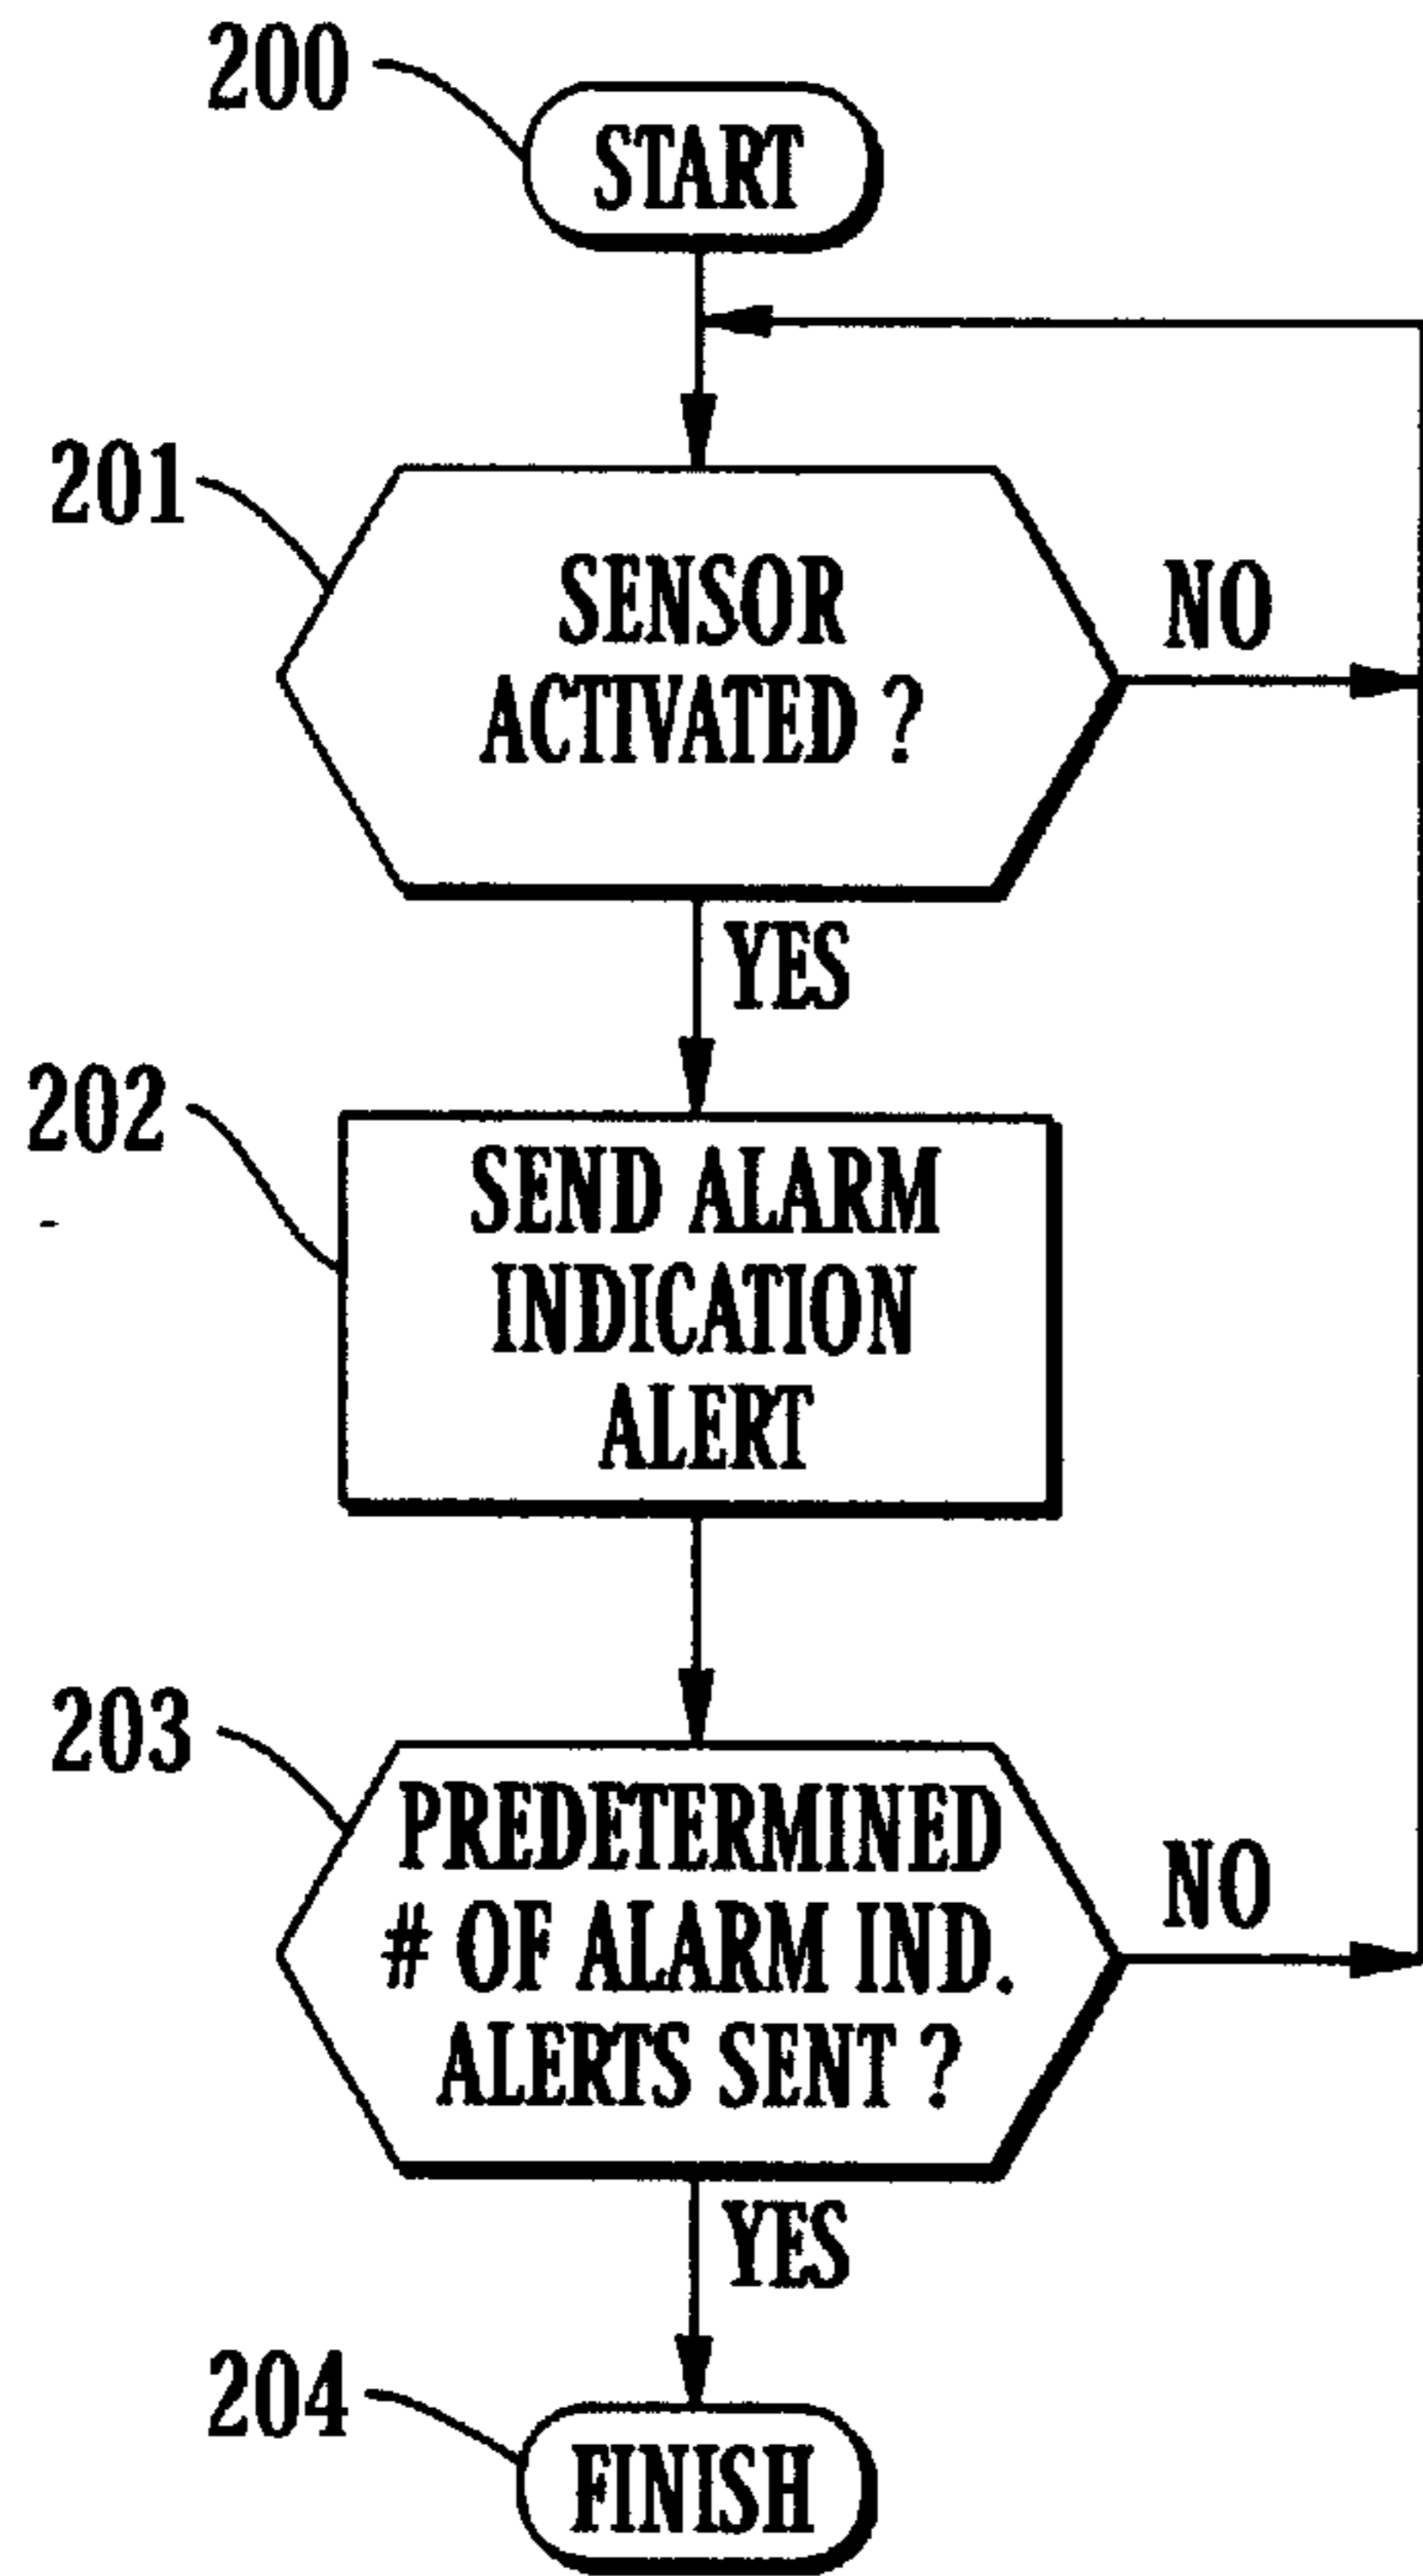 200
START
201
SENSOR
ACTIVATED ?
NO
YES
202
SEND ALARM
INDICATION
ALERT
203
PREDETERMINED
# OF ALARM IND.
ALERTS SENT ?
NO
YES
204
FINISH